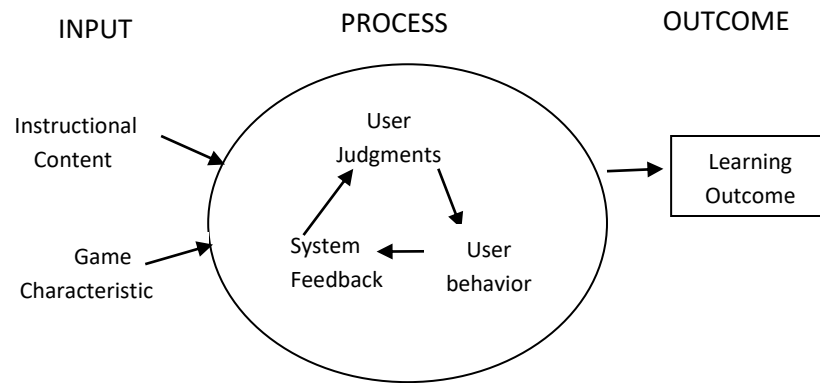 INPUT
PROCESS
OUTCOME
Instructional
Content
Game
Characteristic
User
Judgments
System
Feedback
User
behavior
Learning
Outcome